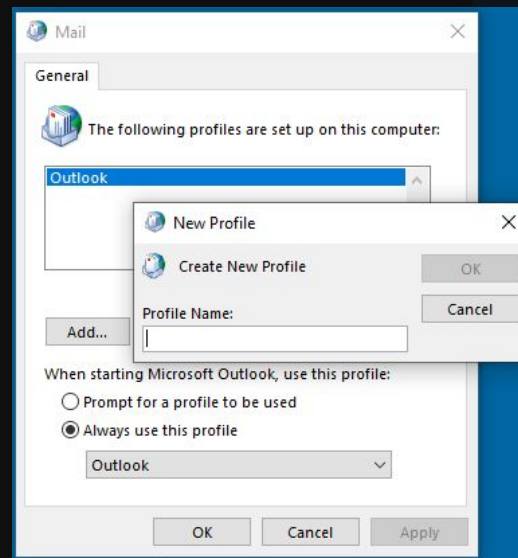 Mail
General
The following profiles are set up on this computer:
Outlook
New Profile
Create New Profile
OK
Cancel
Profile Name:
Add...
When starting Microsoft Outlook, use this profile:
Prompt for a profile to be used
Always use this profile
Outlook
OK
Cancel
Apply